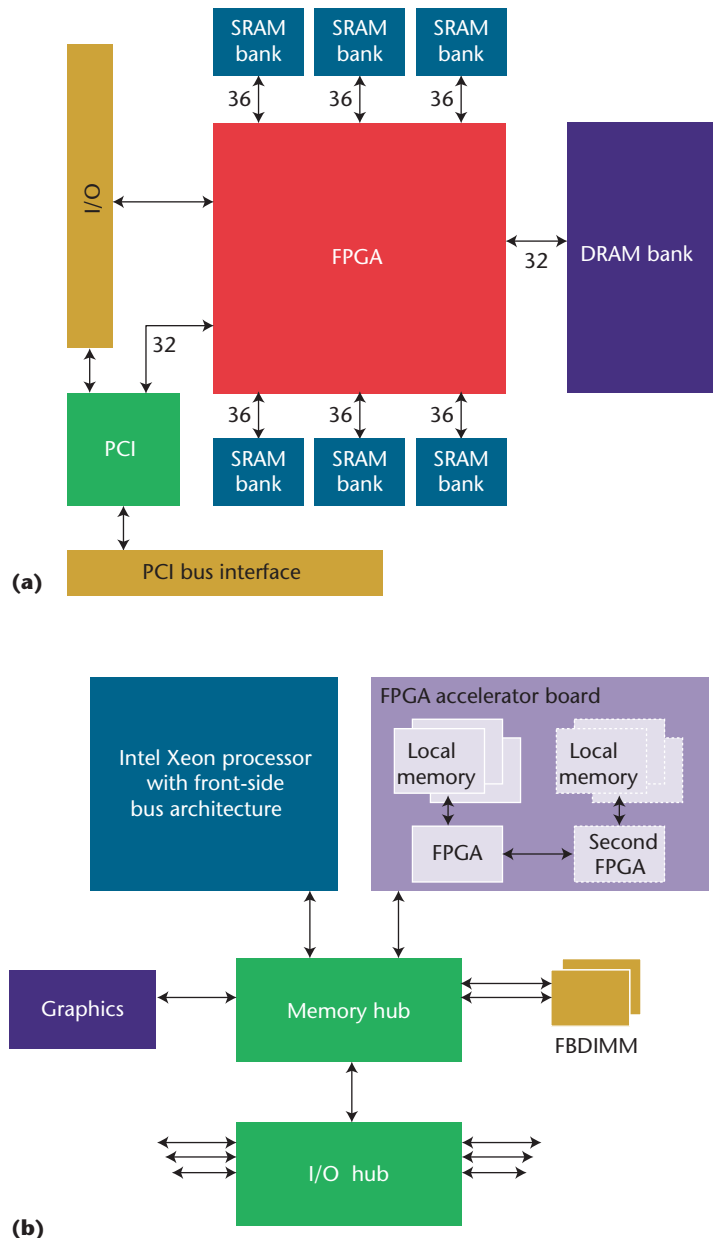 SRAM
bank
SRAM
bank
SRAM
bank
36
36
36
I/O
FPGA
32
DRAM bank
32
PCI
36
36
36
SRAM
bank
SRAM
bank
SRAM
bank
PCI bus interface
(a)
Intel Xeon processor
with front-side
bus architecture
FPGA accelerator board
Local
memory
Local
memory
FPGA
Second
FPGA
Graphics
Memory hub
FBDIMM
I/O hub
(b)